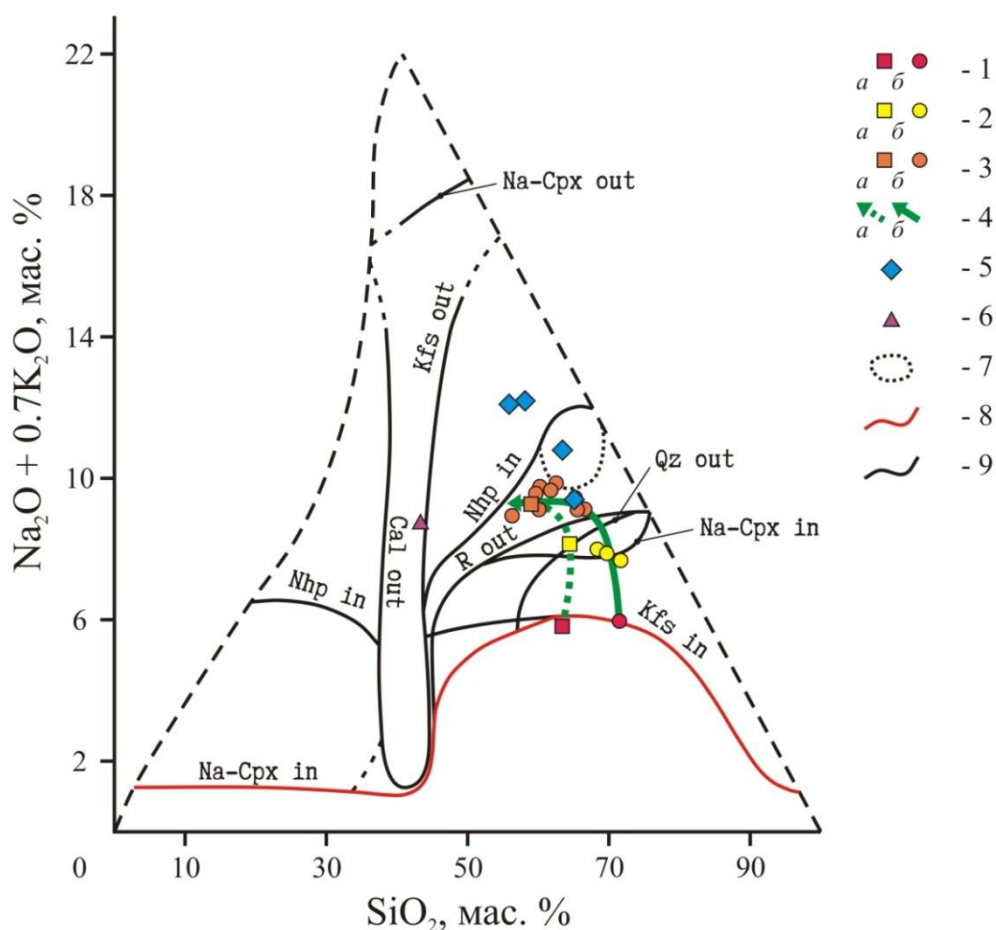 22
18
14
10
6
2
0
10
30
50
70
90
Na₂O + 0.7K₂O, мас. %
SiO₂, мас. %
Na-Cpx out
Kfs out
Nhp in
Qz out
R out
Na-Cpx in
Cal out
Nhp in
Kfs in
Na-Cpx in
а б - 1
а б - 2
а б - 3
а б - 4
- 5
- 6
- 7
- 8
- 9